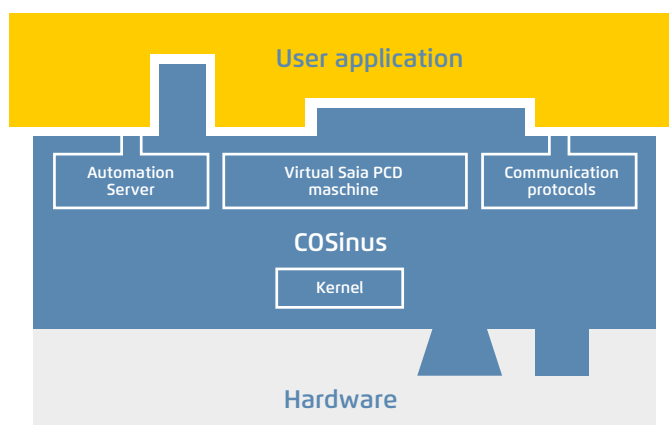 User application
Automation
Server
Virtual Saia PCD
maschine
Communication
protocols
COSinus
Kernel
Hardware